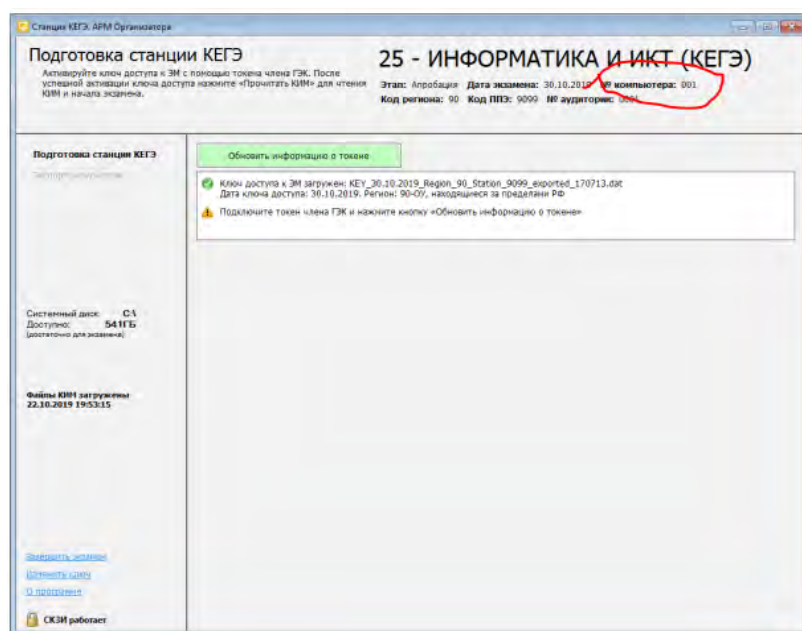 Станция КЕГЭ. АРМ Организатора
Подготовка станции КЕГЭ
Активируйте ключ доступа к ЭМ с помощью токена члена ГЭК. После
успешной активации ключа доступа нажмите «Прочитать КИМ» для чтения
КИМ и начала экзамена.
25 - ИНФОРМАТИКА И ИКТ (КЕГЭ)
Этап: Апробация Дата экзамена: 30.10.2019 № компьютера: 001
Код региона: 90 Код ППЭ: 9099 № аудитории: 0001
Подготовка станции КЕГЭ
Обновить информацию о токене
Ключ доступа к ЭМ загружен: KEY_30.10.2019_Region_90_Station_9099_exported_170713.dat
Дата ключа доступа: 30.10.2019. Регион: 90-ОУ, находящиеся за пределами РФ
Подключите токен члена ГЭК и нажмите кнопку «Обновить информацию о токене»
Системный диск: C:\
Доступно: 541ГБ
(достаточно для экзамена)
Файлы КИМ загружены
22.10.2019 19:53:15
Завершить экзамен
О программе
СКЗИ работает